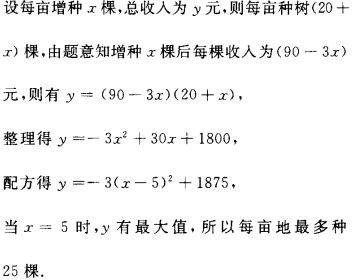 设每亩增种 x 棵,总收入为 y 元,则每亩种树(20 +
x) 棵,由题意知增种 x 棵后每棵收入为(90 − 3x)
元,则有 y = (90 − 3x)(20 + x),
整理得 y =− 3x² + 30x + 1800,
配方得 y =− 3(x − 5)² + 1875,
当 x = 5 时,y 有最大值, 所以每亩地最多种
25 棵.